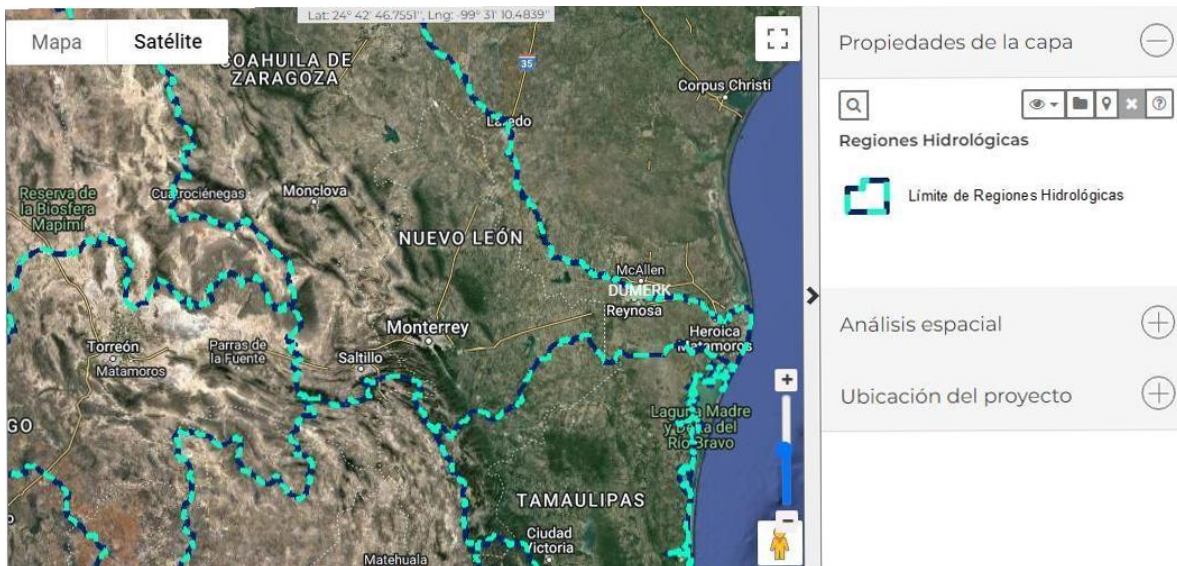 Lat: 24° 42' 46.7551", Lng: -99° 31' 10.4839"
Mapa
Satélite
COAHUILA DE
ZARAGOZA
35
Corpus Christi
Laredo
Reserva de
la Biosfera
Mapimí
Cuatrociénegas
Monclova
NUEVO LEÓN
McAllen
DUMERK
Reynosa
Heroica
Matamoros
Monterrey
Torreón
Matamoros
Parras de
la Fuente
Saltillo
GO
Laguna Madre
y Delta del
Río Bravo
TAMAULIPAS
Ciudad
Victoria
Matehuala
+
−
Propiedades de la capa
Regiones Hidrológicas
Límite de Regiones Hidrológicas
Análisis espacial
Ubicación del proyecto